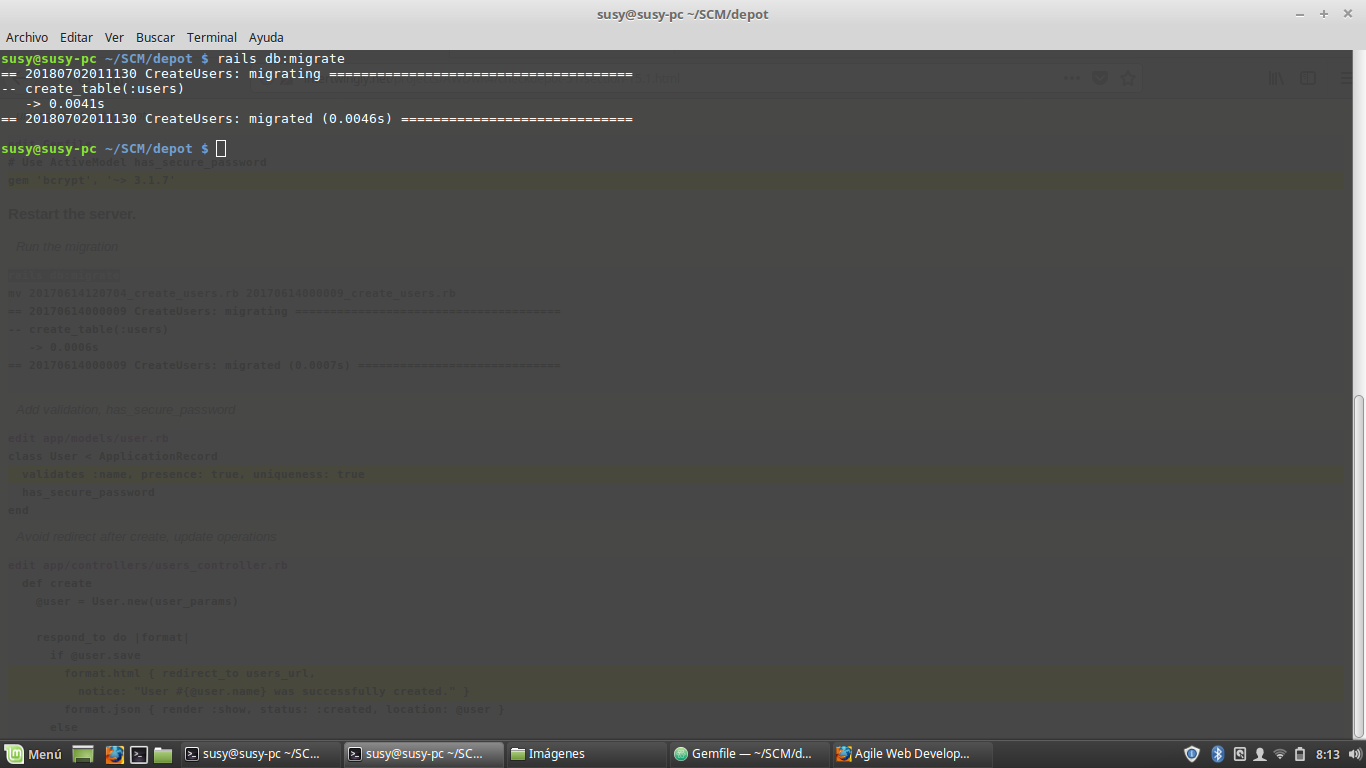 susy@susy-pc ~/SCM/depot
Archivo Editar Ver Buscar Terminal Ayuda
susy@susy-pc ~/SCM/depot $ rails db:migrate
== 20180702011130 CreateUsers: migrating ======================================
-- create_table(:users)
   -> 0.0041s
== 20180702011130 CreateUsers: migrated (0.0046s) =============================
susy@susy-pc ~/SCM/depot $
# Use ActiveModel has_secure_password
gem 'bcrypt', '~> 3.1.7'
Restart the server.
Run the migration
mv 20170614120704_create_users.rb 20170614000009_create_users.rb
== 20170614000009 CreateUsers: migrating ======================================
-- create_table(:users)
   -> 0.0006s
== 20170614000009 CreateUsers: migrated (0.0007s) =============================
Add validation, has_secure_password
edit app/models/user.rb
class User < ApplicationRecord
  validates :name, presence: true, uniqueness: true
  has_secure_password
end
Avoid redirect after create, update operations
edit app/controllers/users_controller.rb
  def create
    @user = User.new(user_params)
    respond_to do |format|
      if @user.save
        format.html { redirect_to users_url,
          notice: "User #{@user.name} was successfully created." }
        format.json { render :show, status: :created, location: @user }
      else
Menú susy@susy-pc ~/SC... susy@susy-pc ~/SC... Imágenes Gemfile — ~/SCM/d... Agile Web Develop... 8:13